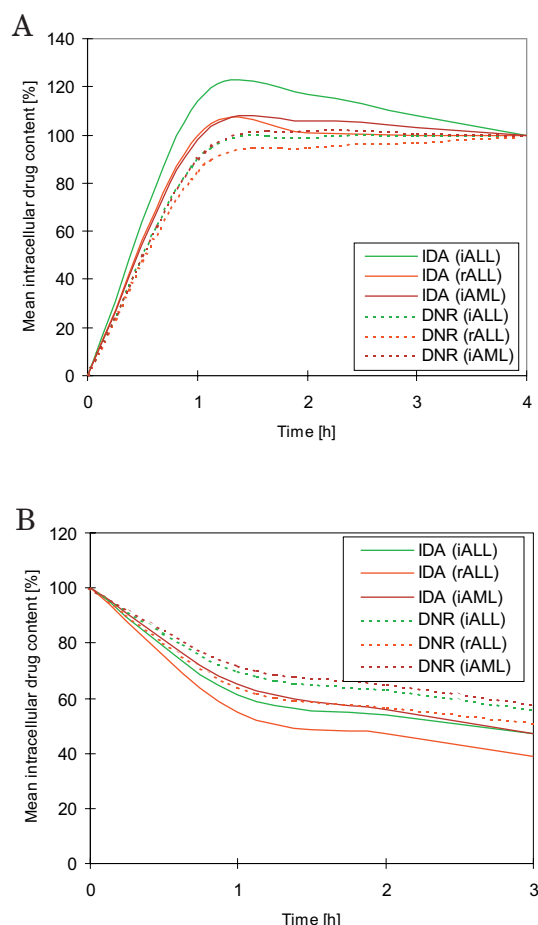 A
Mean intracellular drug content [%]
140
120
100
80
60
40
20
0
IDA (iALL)
IDA (rALL)
IDA (iAML)
DNR (iALL)
DNR (rALL)
DNR (iAML)
0 1 2 3 4
Time [h]
B
Mean intracellular drug content [%]
120
100
80
60
40
20
0
IDA (iALL)
IDA (rALL)
IDA (iAML)
DNR (iALL)
DNR (rALL)
DNR (iAML)
0 1 2 3
Time [h]